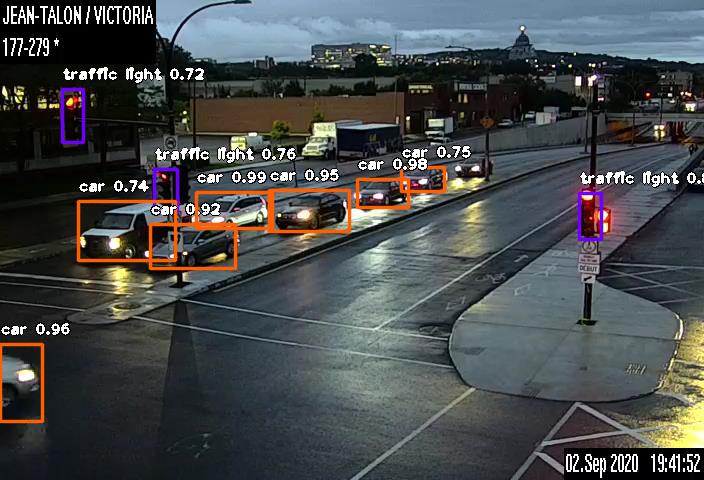 JEAN-TALON / VICTORIA
177-279 *
traffic light 0.72
traffic light 0.76
car 0.75
car 0.98
car 0.74
car 0.99
car 0.95
traffic light 0.
car 0.92
DÉBUT
car 0.96
02.Sep 2020 19:41:52